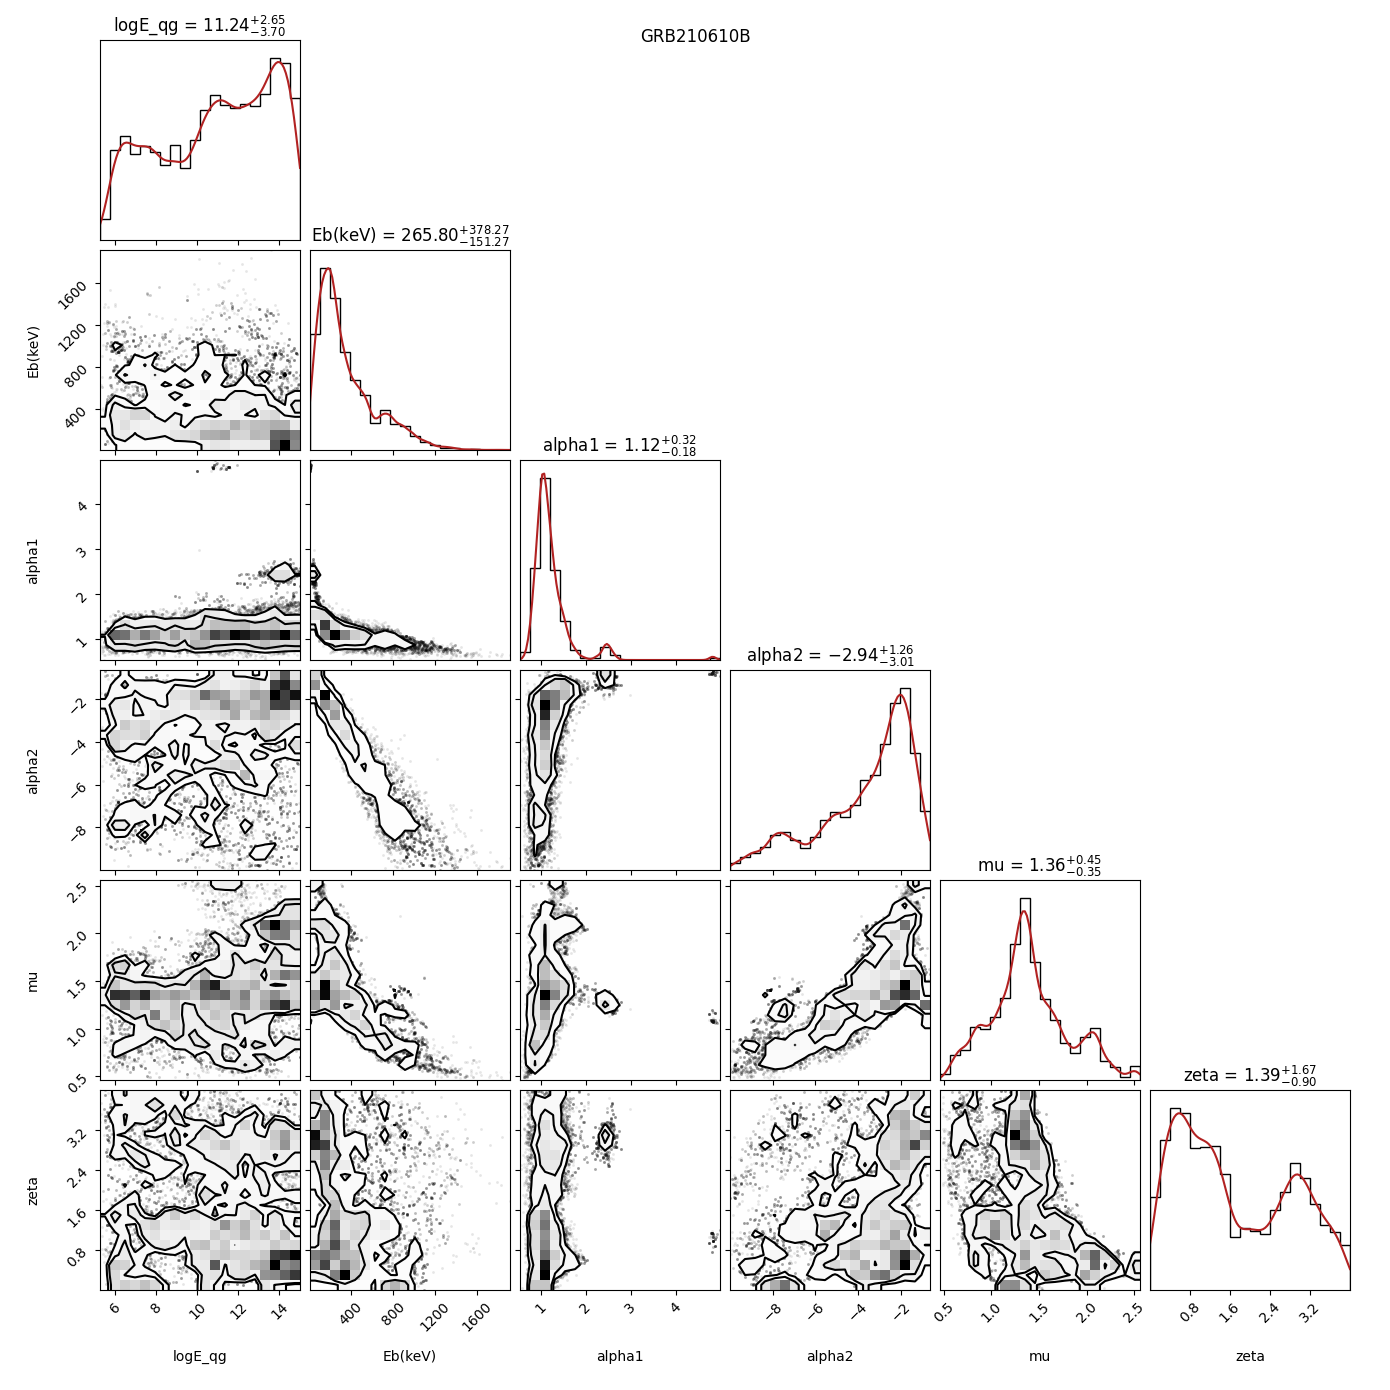 GRB210610B
logE_qg = 11.24+2.65−3.70
Eb(keV) = 265.80+378.27−151.27
1600
1200
800
400
Eb(keV)
alpha1 = 1.12+0.32−0.18
4
3
2
1
alpha1
alpha2 = −2.94+1.26−3.01
−2
−4
−6
−8
alpha2
mu = 1.36+0.45−0.35
2.5
2.0
1.5
1.0
0.5
mu
zeta = 1.39+1.67−0.90
3.2
2.4
1.6
0.8
zeta
6 8 10 12 14
400 800 1200 1600
1 2 3 4
−8 −6 −4 −2
0.5 1.0 1.5 2.0 2.5
0.8 1.6 2.4 3.2
logE_qg Eb(keV) alpha1 alpha2 mu zeta